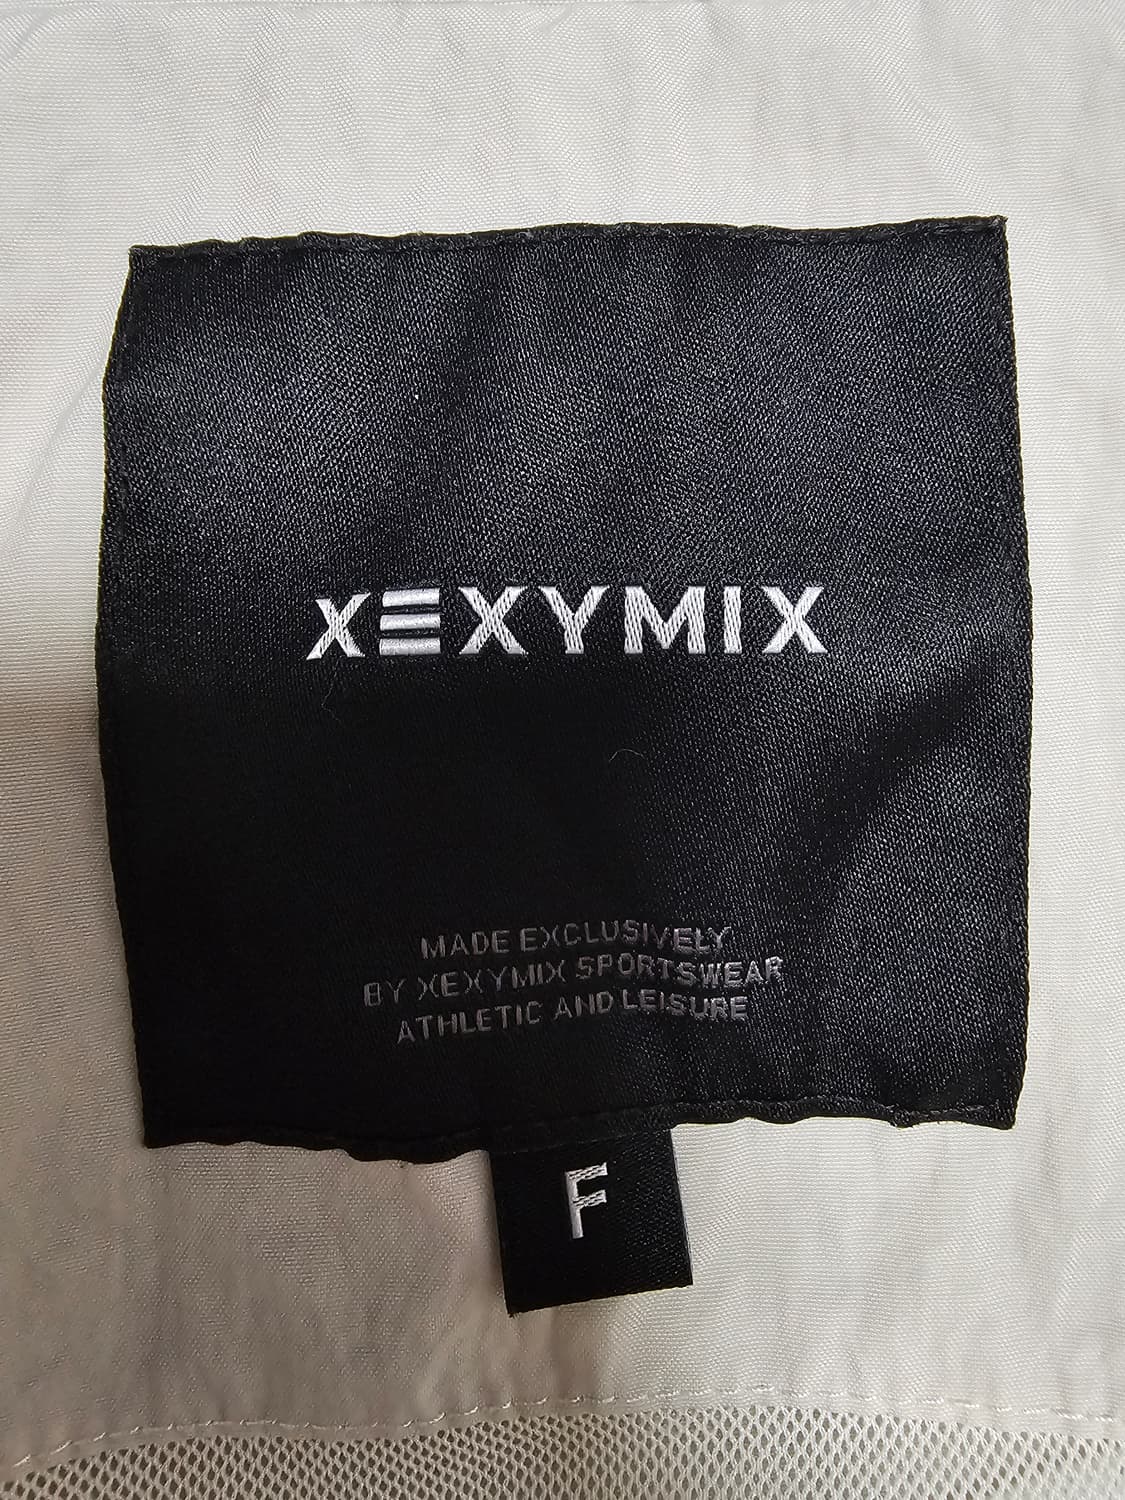 XEXYMIX
MADE EXCLUSIVELY
BY XEXYMIX SPORTSWEAR
ATHLETIC AND LEISURE
F